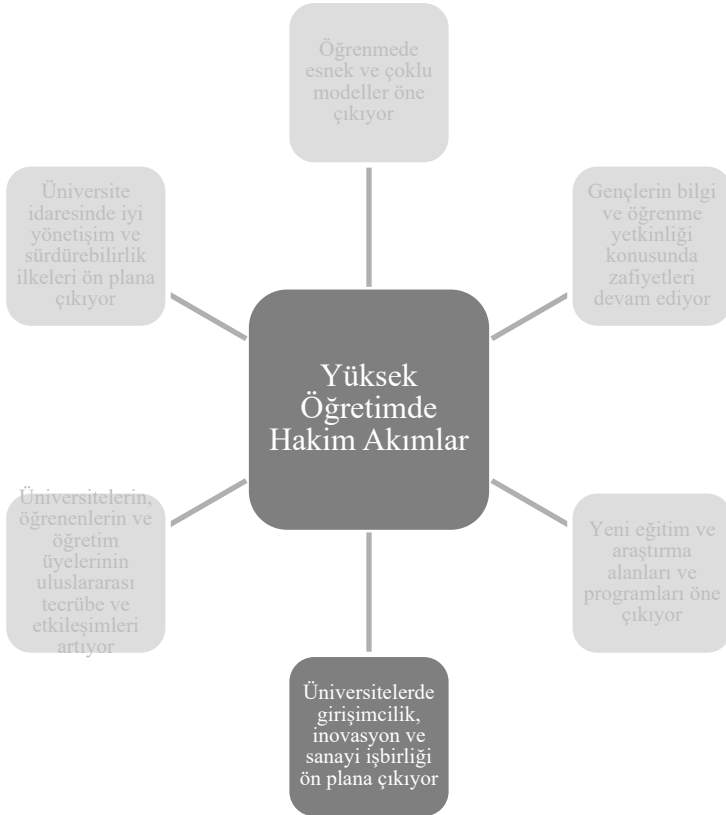 Öğrenmede
esnek ve çoklu
modeller öne
çıkıyor
Üniversite
idaresinde iyi
yönetişim ve
sürdürebilirlik
ilkeleri ön plana
çıkıyor
Gençlerin bilgi
ve öğrenme
yetkinliği
konusunda
zafiyetleri
devam ediyor
Yüksek
Öğretimde
Hakim Akımlar
Üniversitelerin,
öğrenenlerin ve
öğretim
üyelerinin
uluslararası
tecrübe ve
etkileşimleri
artıyor
Yeni eğitim ve
araştırma
alanları ve
programları öne
çıkıyor
Üniversitelerde
girişimcilik,
inovasyon ve
sanayi işbirliği
ön plana çıkıyor